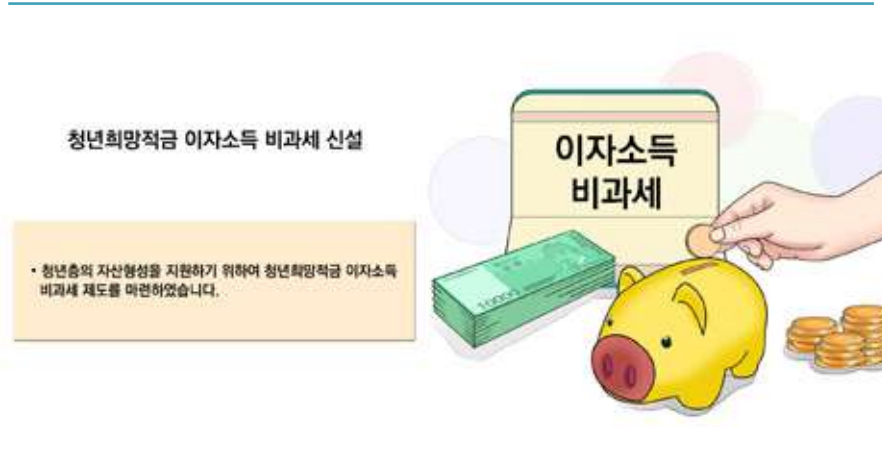 청년희망적금 이자소득 비과세 신설
• 청년층의 자산형성을 지원하기 위하여 청년희망적금 이자소득
비과세 제도를 마련하였습니다.
이자소득
비과세
10000